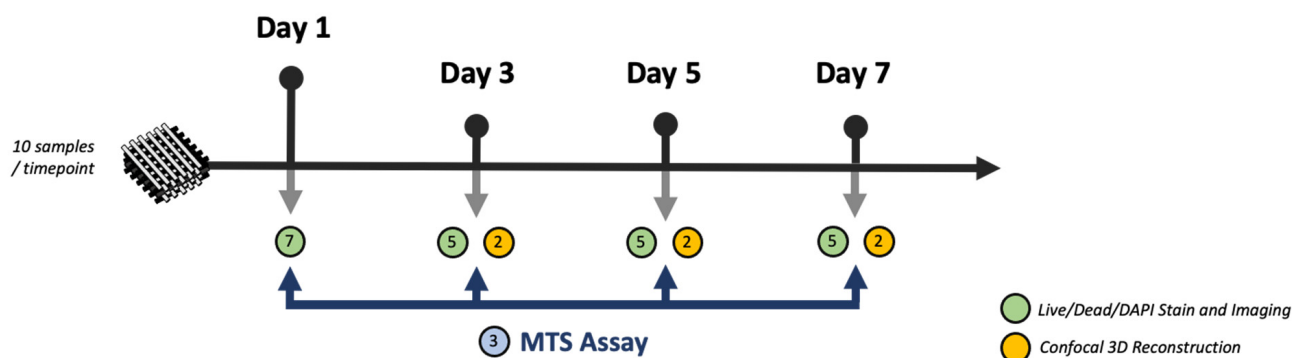 Day 1
Day 3
Day 5
Day 7
10 samples
/ timepoint
7
5
2
5
2
5
2
3
MTS Assay
Live/Dead/DAPI Stain and Imaging
Confocal 3D Reconstruction